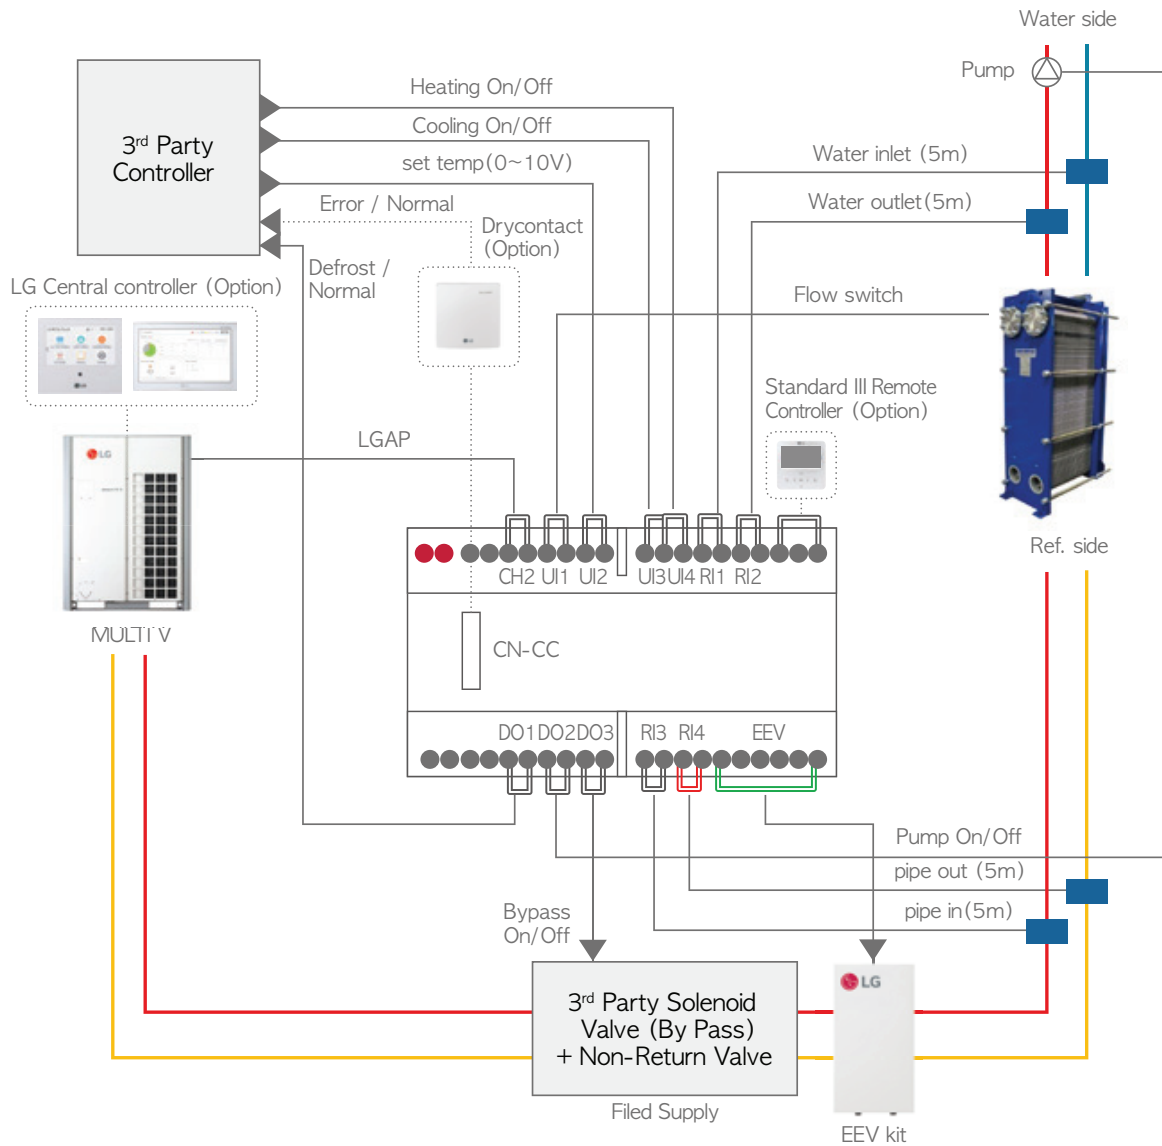 Water side
Pump
Heating On/Off
Cooling On/Off
set temp(0~10V)
Error / Normal
3rd Party
Controller
Drycontact
(Option)
Water inlet (5m)
Water outlet(5m)
Defrost /
Normal
LG Central controller (Option)
Flow switch
Standard III Remote
Controller (Option)
LG
LG
LGAP
LG
Ref. side
CH2 UI1 UI2 UI3 UI4 RI1 RI2
MULTI V
CN-CC
DO1 DO2 DO3 RI3 RI4 EEV
Pump On/Off
pipe out (5m)
pipe in(5m)
Bypass
On/Off
3rd Party Solenoid
Valve (By Pass)
+ Non-Return Valve
LG
Filed Supply
EEV kit